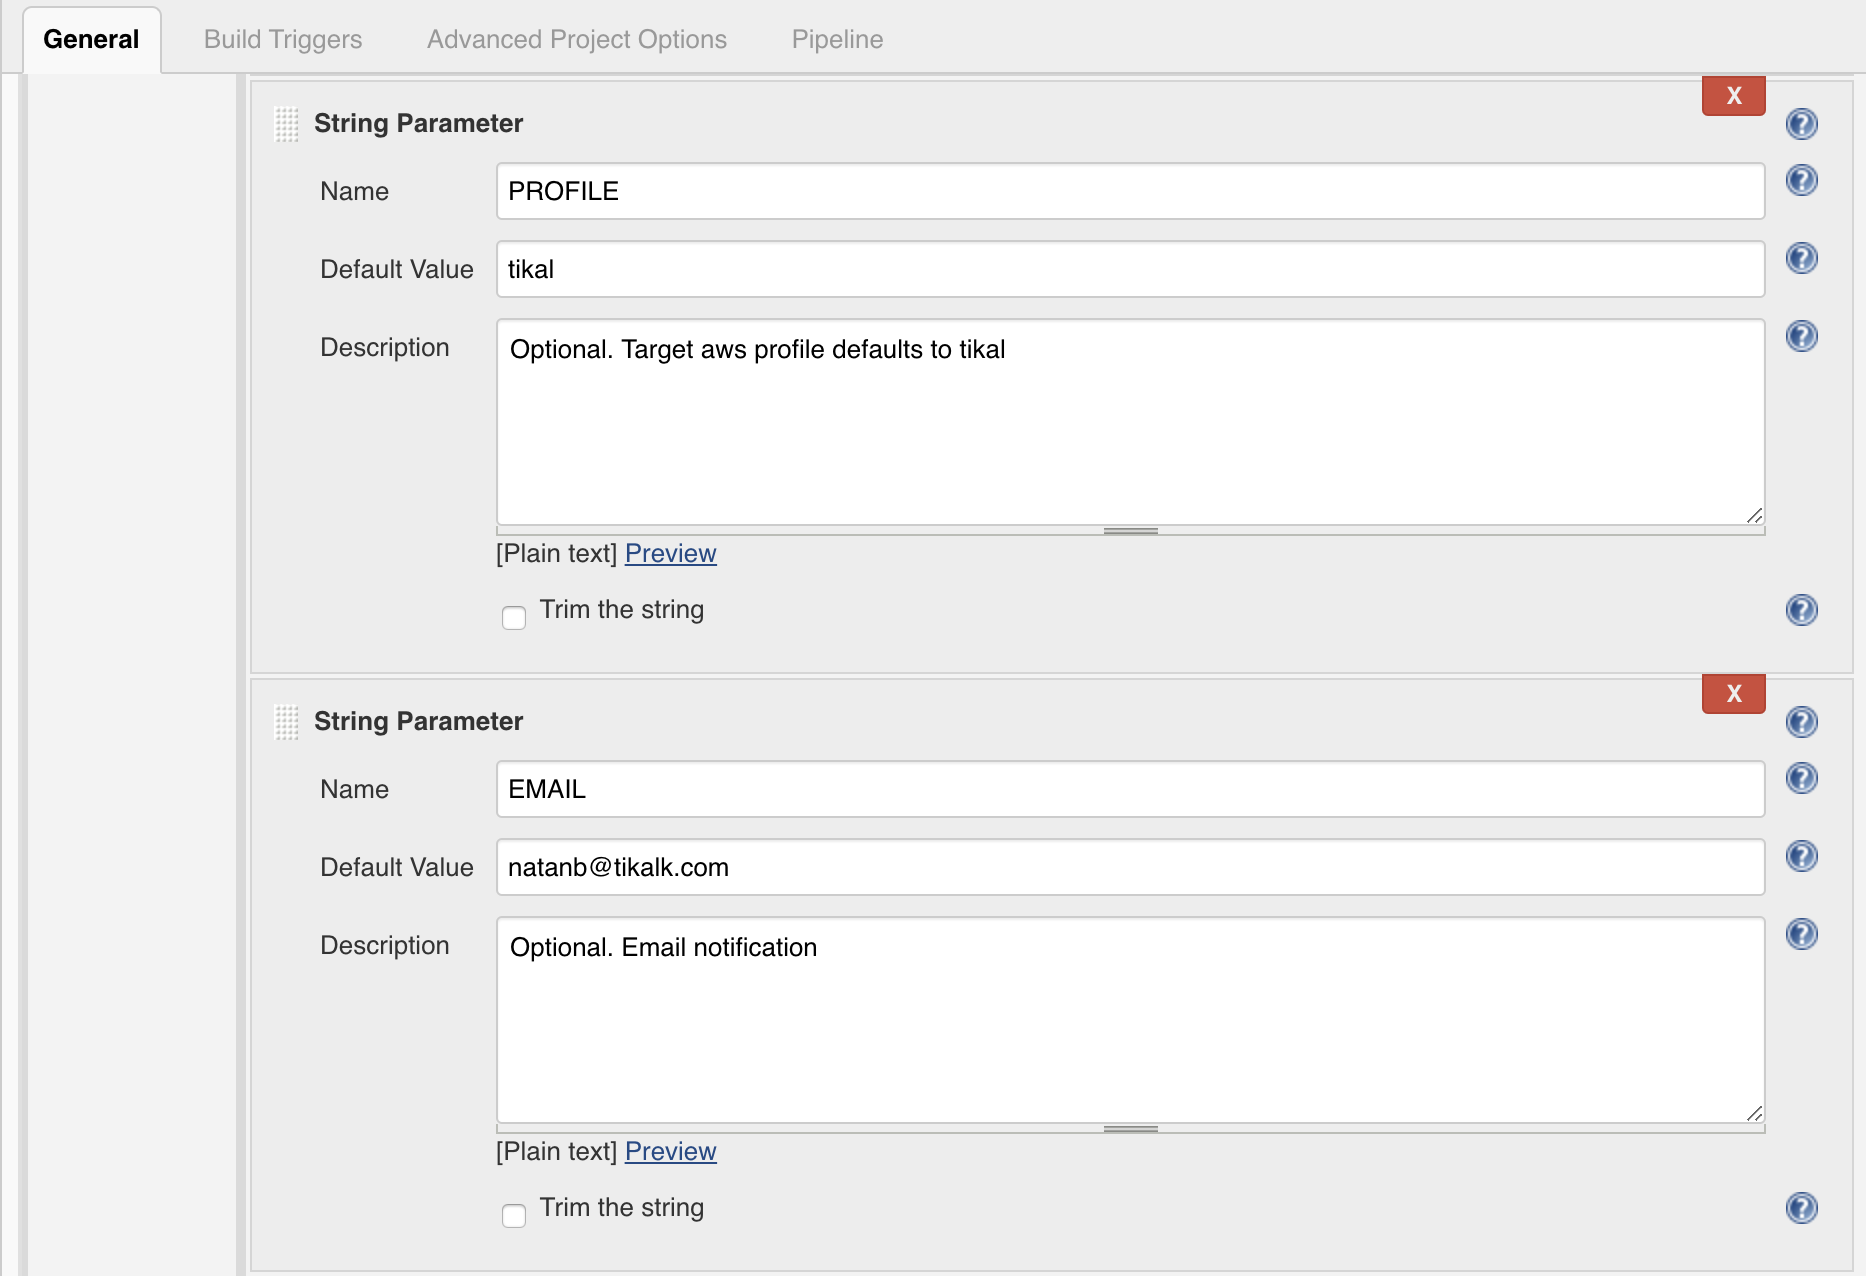 General Build Triggers Advanced Project Options Pipeline
X
String Parameter ?
Name PROFILE ?
Default Value tikal ?
Description Optional. Target aws profile defaults to tikal ?
[Plain text] Preview
Trim the string ?
X
String Parameter ?
Name EMAIL ?
Default Value natanb@tikalk.com ?
Description Optional. Email notification ?
[Plain text] Preview
Trim the string ?